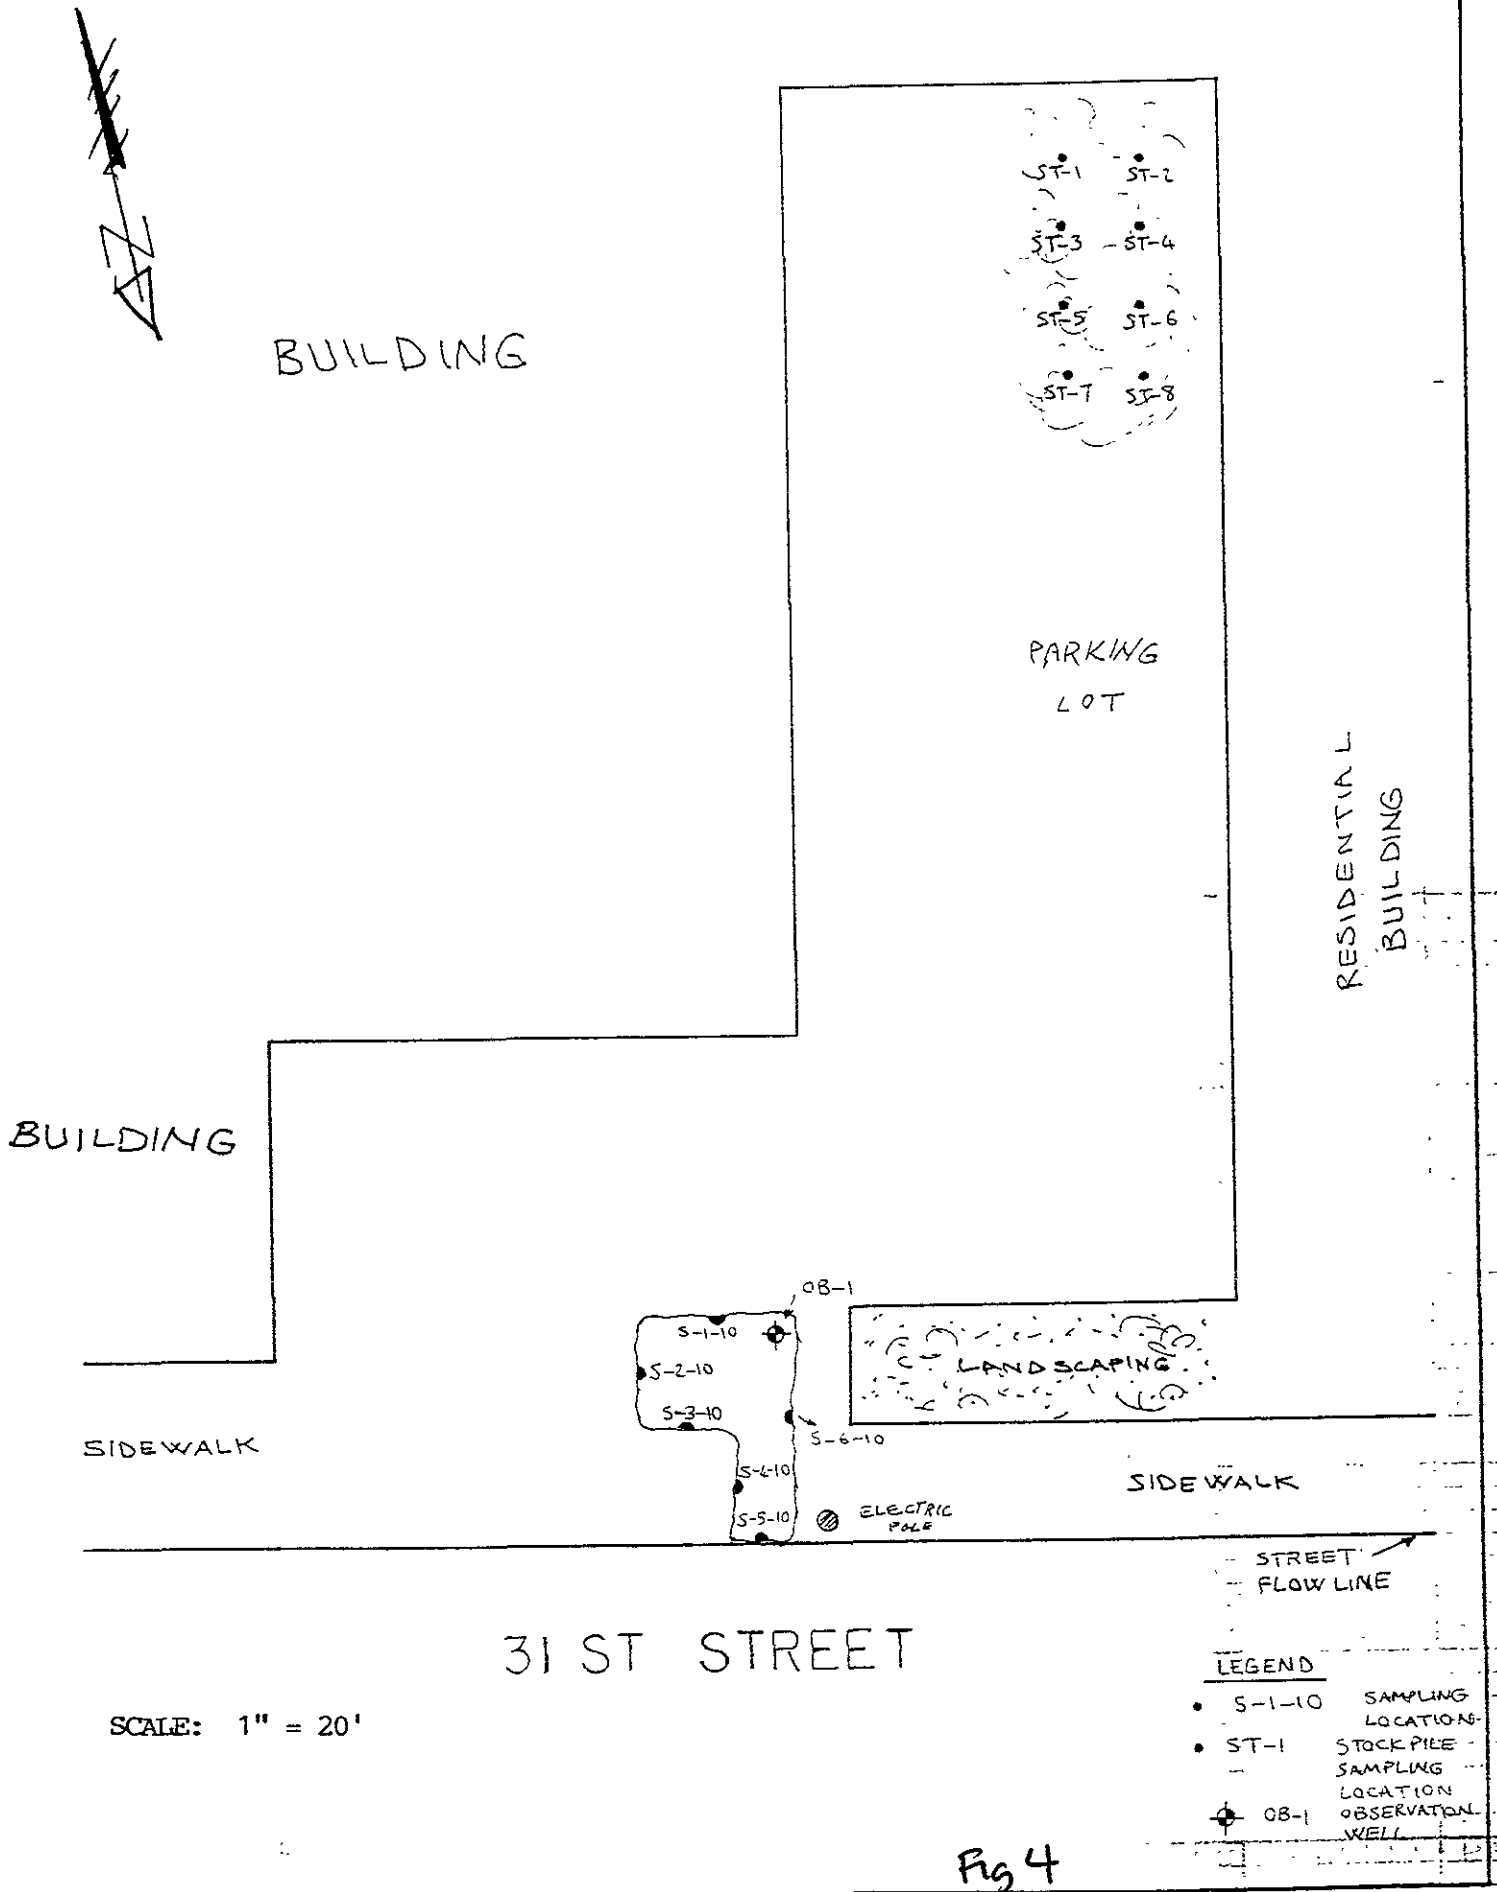 N
ST-1 ST-2
ST-3 ST-4
ST-5 ST-6
ST-7 ST-8
BUILDING
PARKING
LOT
RESIDENTIAL
BUILDING
BUILDING
OB-1
S-1-10
S-2-10
S-3-10
S-6-10
S-4-10
S-5-10
LANDSCAPING
SIDEWALK
SIDEWALK
ELECTRIC
POLE
STREET
FLOW LINE
31 ST STREET
SCALE: 1" = 20'
LEGEND
S-1-10 SAMPLING
LOCATION
ST-1 STOCKPILE
SAMPLING
LOCATION
OB-1 OBSERVATION
WELL
Fig 4